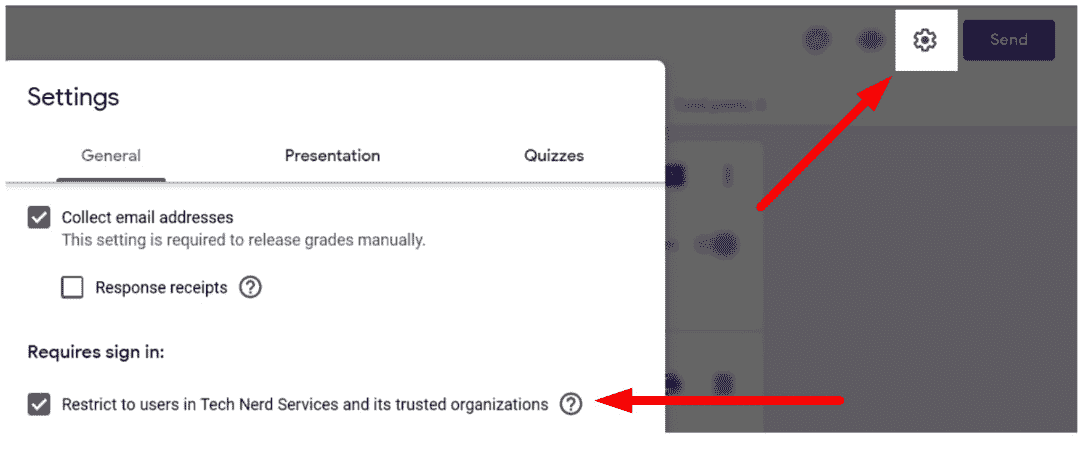 Send
Settings
General Presentation Quizzes
Collect email addresses
This setting is required to release grades manually.
Response receipts
Requires sign in:
Restrict to users in Tech Nerd Services and its trusted organizations